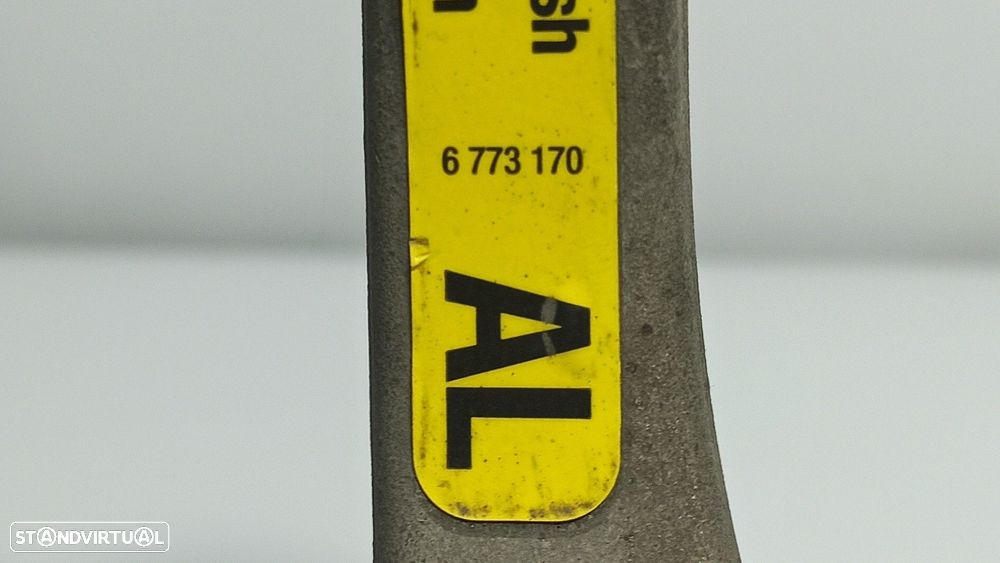 sh
6 773 170
AL
STANDVIRTUAL